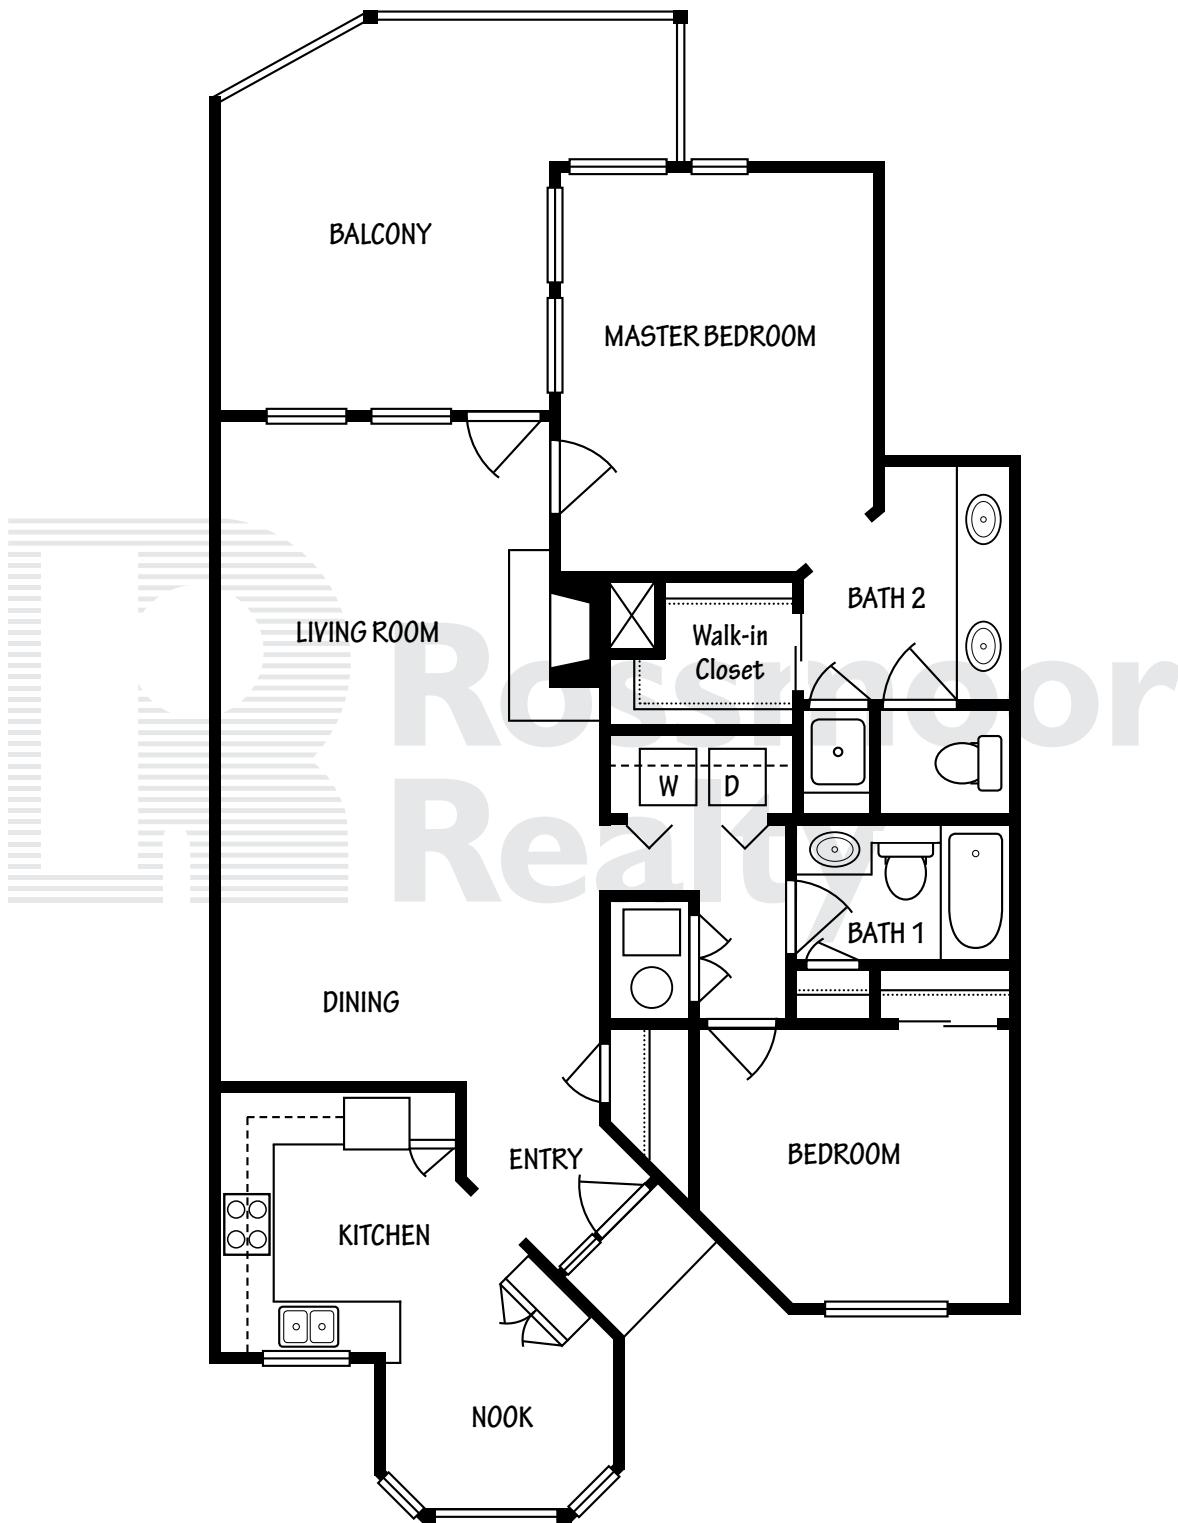 BALCONY
MASTER BEDROOM
LIVING ROOM
BATH 2
Walk-in
Closet
Rossmoor
Realty
W
D
BATH 1
DINING
ENTRY
BEDROOM
KITCHEN
NOOK